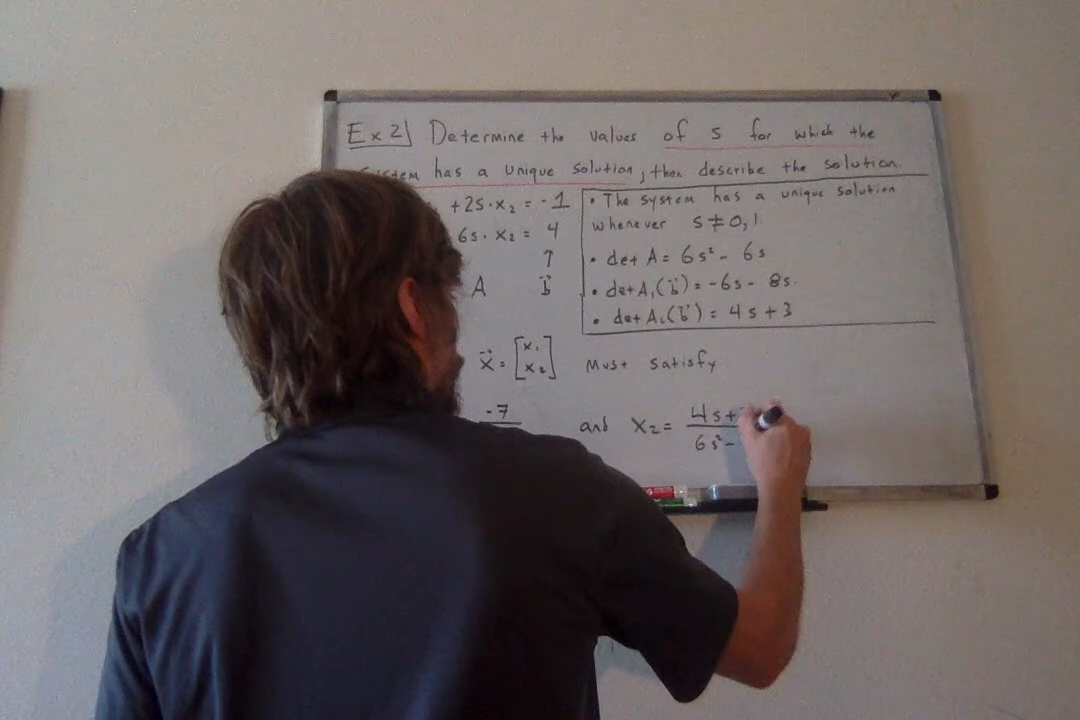 Ex 2) Determine the values of s for which the
system has a unique solution, then describe the solution.
+2s·x₂ = -1
6s·x₂ = 4
↑
A b⃗
• The system has a unique solution
whenever s ≠ 0, 1
• det A = 6s² - 6s
• det A₁(b⃗) = -6s - 8s
• det A₂(b⃗) = 4s + 3
x⃗ = [x₁ x₂] must satisfy
-7
and x₂ = 4s+ / 6s² -